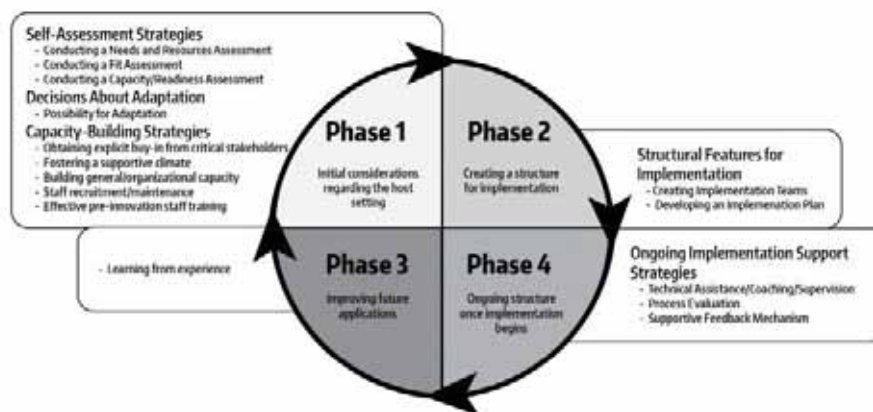 Self-Assessment Strategies
- Conducting a Needs and Resources Assessment
- Conducting a Fit Assessment
- Conducting a Capacity/Readiness Assessment
Decisions About Adaptation
- Possibility for Adaptation
Capacity-Building Strategies
- Obtaining explicit buy-in from critical stakeholders
- Fostering a supportive climate
- Building general/organizational capacity
- Staff recruitment/maintenance
- Effective pre-innovation staff training
Phase 1
Initial considerations
regarding the host
setting
Phase 2
Creating a structure
for implementation
Structural Features for
Implementation
- Creating Implementation Teams
- Developing an Implemenation Plan
- Learning from experience
Phase 3
Improving future
applications
Phase 4
Ongoing structure
once implementation
begins
Ongoing Implementation Support
Strategies
- Technical Assistance/Coaching/Supervision
- Process Evaluation
- Supportive Feedback Mechanism